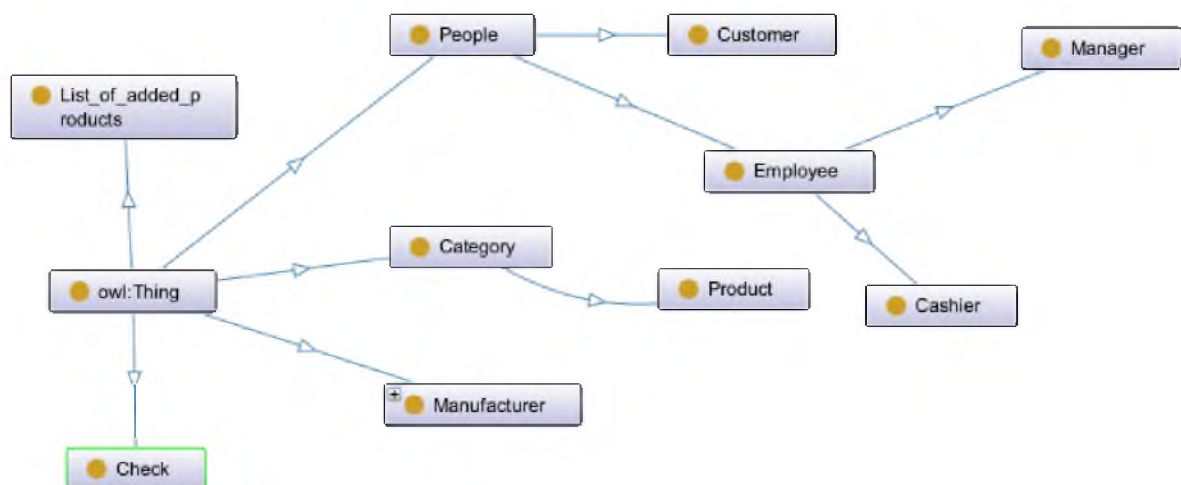 People
Customer
Manager
List_of_added_p
roducts
Employee
Category
owl:Thing
Product
Cashier
Manufacturer
Check